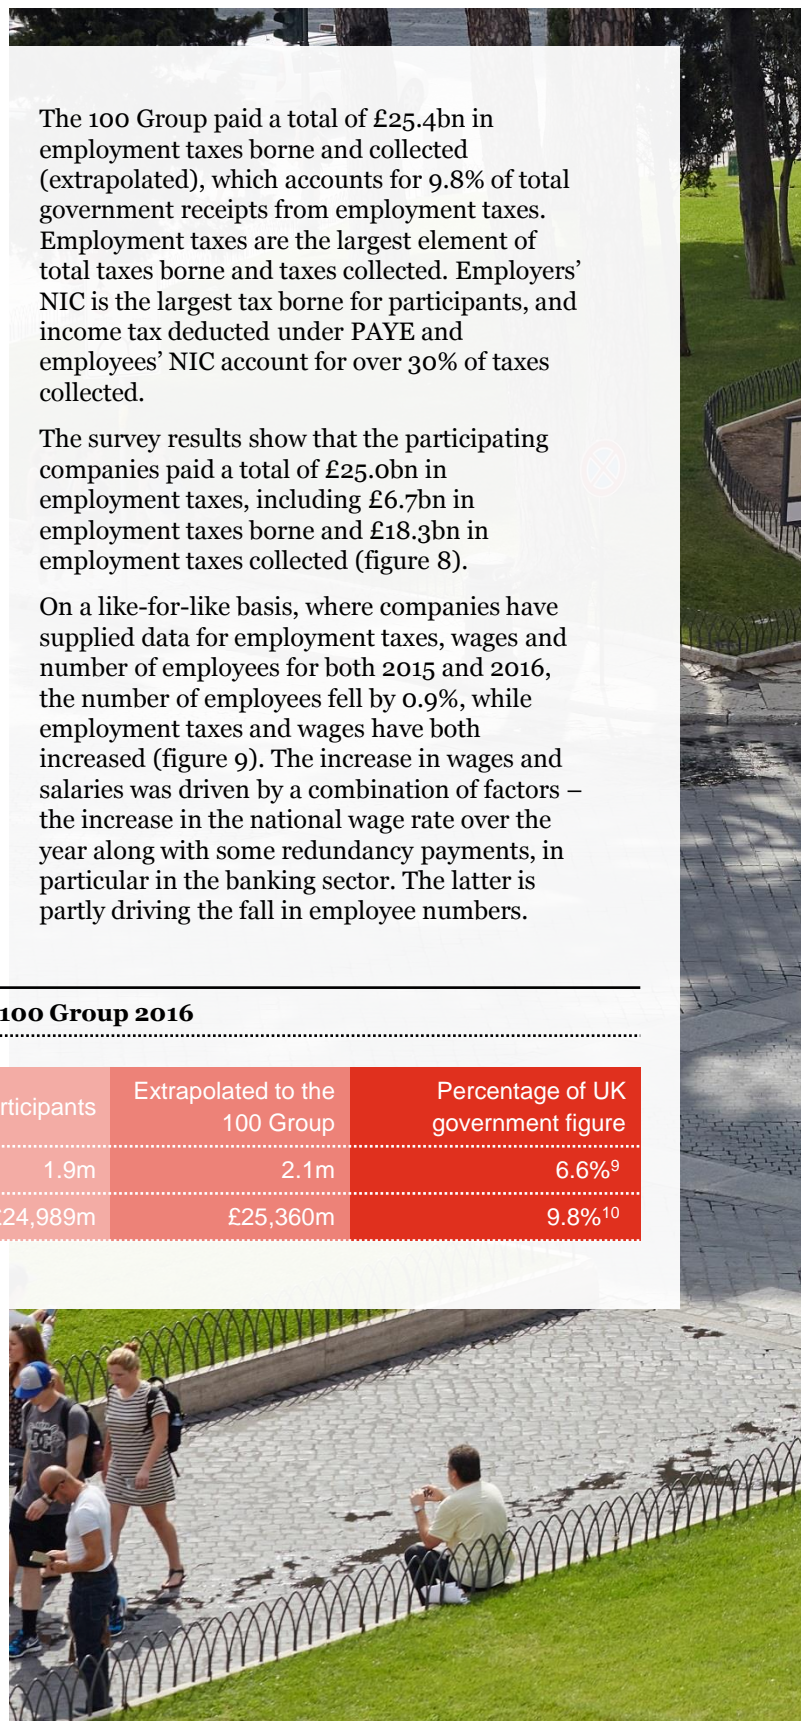 The 100 Group paid a total of £25.4bn in
employment taxes borne and collected
(extrapolated), which accounts for 9.8% of total
government receipts from employment taxes.
Employment taxes are the largest element of
total taxes borne and taxes collected. Employers’
NIC is the largest tax borne for participants, and
income tax deducted under PAYE and
employees’ NIC account for over 30% of taxes
collected.
The survey results show that the participating
companies paid a total of £25.0bn in
employment taxes, including £6.7bn in
employment taxes borne and £18.3bn in
employment taxes collected (figure 8).
On a like-for-like basis, where companies have
supplied data for employment taxes, wages and
number of employees for both 2015 and 2016,
the number of employees fell by 0.9%, while
employment taxes and wages have both
increased (figure 9). The increase in wages and
salaries was driven by a combination of factors –
the increase in the national wage rate over the
year along with some redundancy payments, in
particular in the banking sector. The latter is
partly driving the fall in employee numbers.
100 Group 2016
rticipants Extrapolated to the Percentage of UK
100 Group government figure
1.9m 2.1m 6.6%⁹
£24,989m £25,360m 9.8%¹⁰